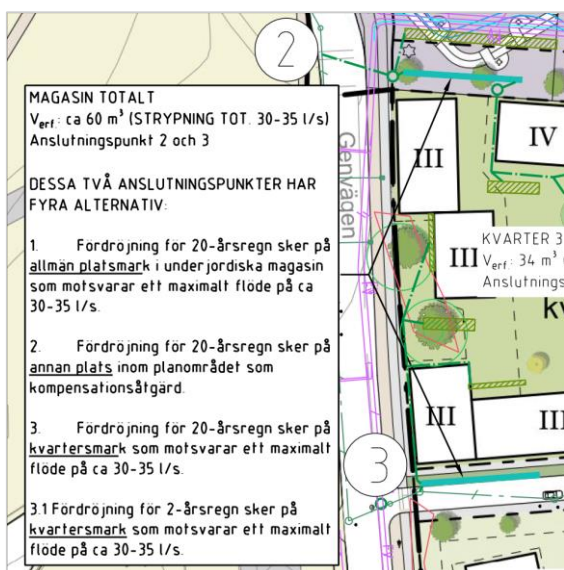 2
MAGASIN TOTALT
Verf: ca 60 m³ (STRYPNING TOT. 30-35 l/s)
Anslutningspunkt 2 och 3
DESSA TVÅ ANSLUTNINGSPUNKTER HAR
FYRA ALTERNATIV:
1. Fördröjning för 20-årsregn sker på
allmän platsmark i underjordiska magasin
som motsvarar ett maximalt flöde på ca
30-35 l/s.
2. Fördröjning för 20-årsregn sker på
annan plats inom planområdet som
kompensationsåtgärd.
3. Fördröjning för 20-årsregn sker på
kvartersmark som motsvarar ett maximalt
flöde på ca 30-35 l/s.
3.1 Fördröjning för 2-årsregn sker på
kvartersmark som motsvarar ett maximalt
flöde på ca 30-35 l/s.
Genvägen
III
IV
III
KVARTER 3
Verf: 34 m³
Anslutnings
kv
III
III
3